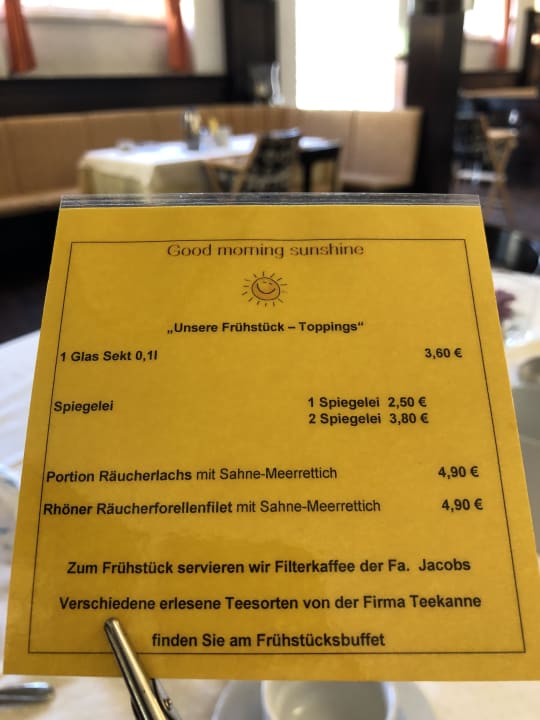 Good morning sunshine
„Unsere Frühstück – Toppings“
1 Glas Sekt 0,1l 3,60 €
Spiegelei 1 Spiegelei 2,50 €
2 Spiegelei 3,80 €
Portion Räucherlachs mit Sahne-Meerrettich 4,90 €
Rhöner Räucherforellenfilet mit Sahne-Meerrettich 4,90 €
Zum Frühstück servieren wir Filterkaffee der Fa. Jacobs
Verschiedene erlesene Teesorten von der Firma Teekanne
finden Sie am Frühstücksbuffet